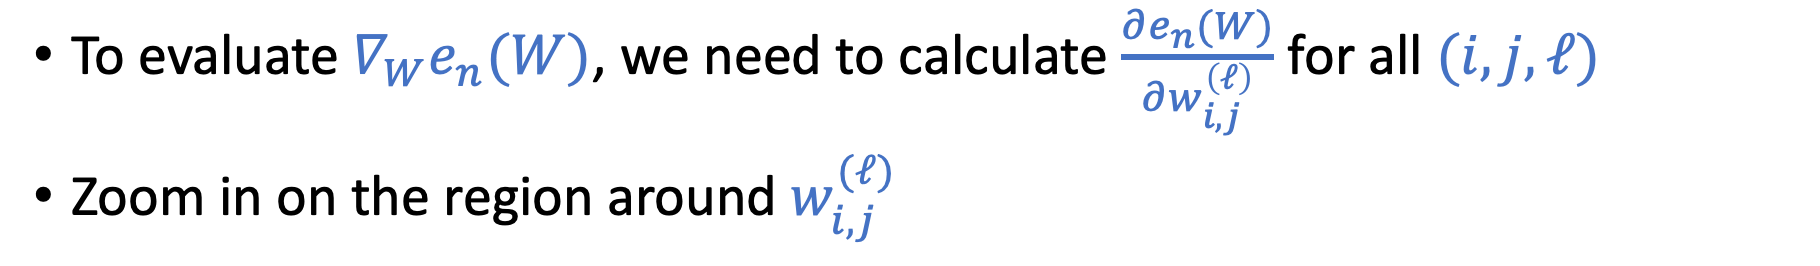 • To evaluate ∇_W e_n(W), we need to calculate ∂e_n(W)/∂w_{i,j}^{(ℓ)} for all (i, j, ℓ)
• Zoom in on the region around w_{i,j}^{(ℓ)}